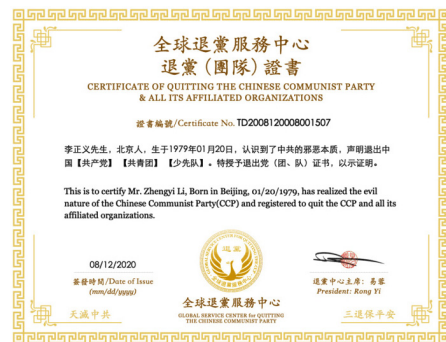 全球退黨服務中心
退黨（團隊）證書
CERTIFICATE OF QUITTING THE CHINESE COMMUNIST PARTY
& ALL ITS AFFILIATED ORGANIZATIONS
證書編號/Certificate No. TD2008120008001507
李正义先生，北京人，生于1979年01月20日，认识到了中共的邪恶本质，声明退出中
国【共产党】【共青团】【少先队】。特授予退出党（团、队）证书，以示证明。
This is to certify Mr. Zhengyi Li, Born in Beijing, 01/20/1979, has realized the evil
nature of the Chinese Communist Party(CCP) and registered to quit the CCP and all its
affiliated organizations.
退黨
08/12/2020
簽發時間/Date of Issue
(mm/dd/yyyy)
退黨中心主席：易蓉
President: Rong Yi
全球退黨服務中心
GLOBAL SERVICE CENTER for QUITTING
THE CHINESE COMMUNIST PARTY
天滅中共
三退保平安